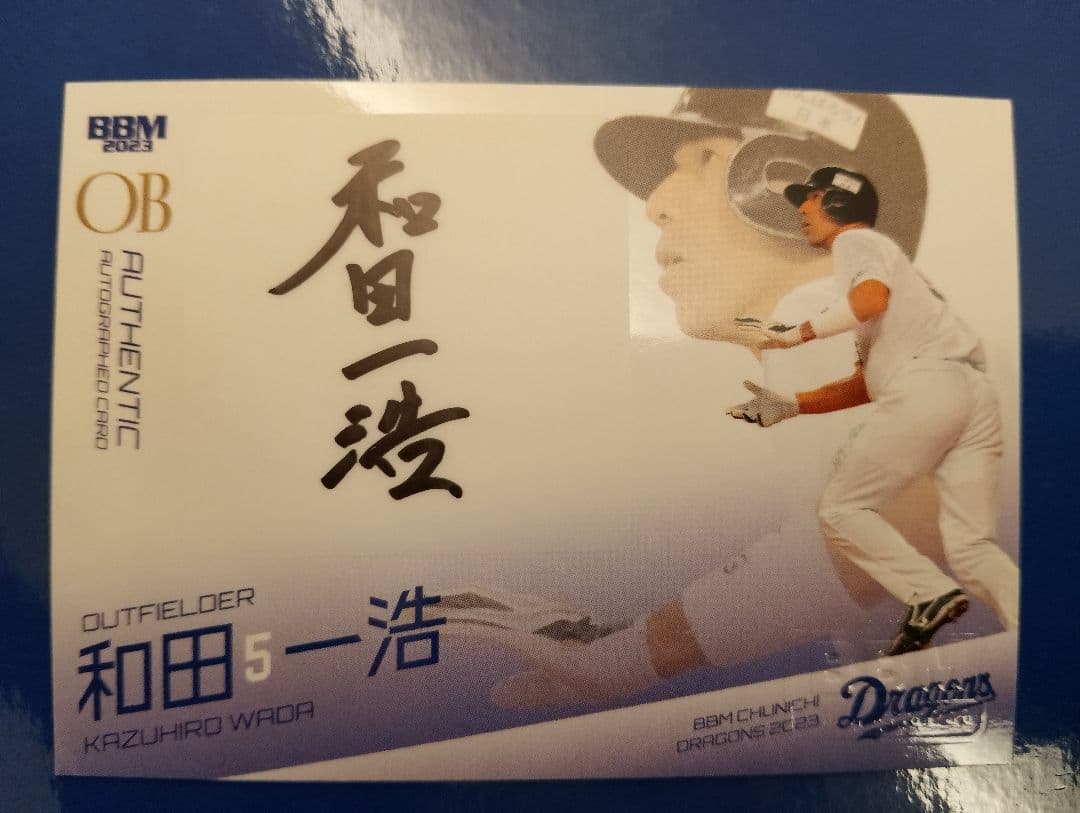 BBM
2023
OB
AUTHENTIC
AUTOGRAPHED CARD
和田一浩
OUTFIELDER
和田 5 一浩
KAZUHIRO WADA
BBM CHUNICHI
DRAGONS 2023
Dragons